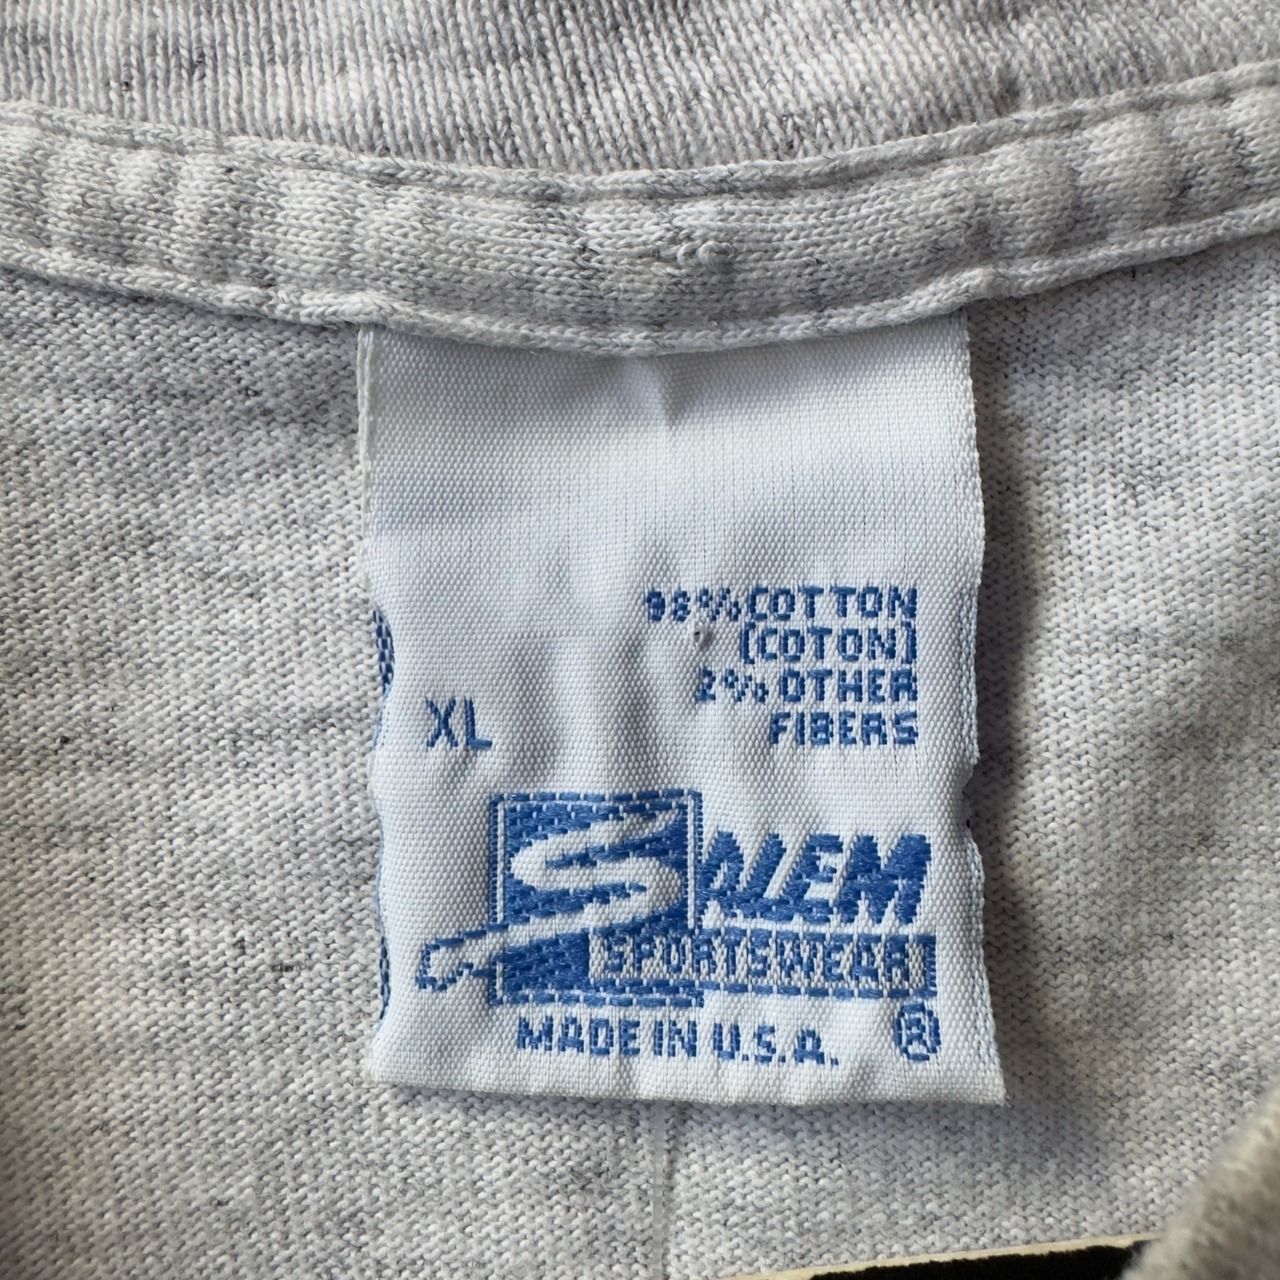 98% COTTON
(COTON)
2% OTHER
FIBERS
XL
SALEM
SPORTSWEAR
®
MADE IN U.S.A.